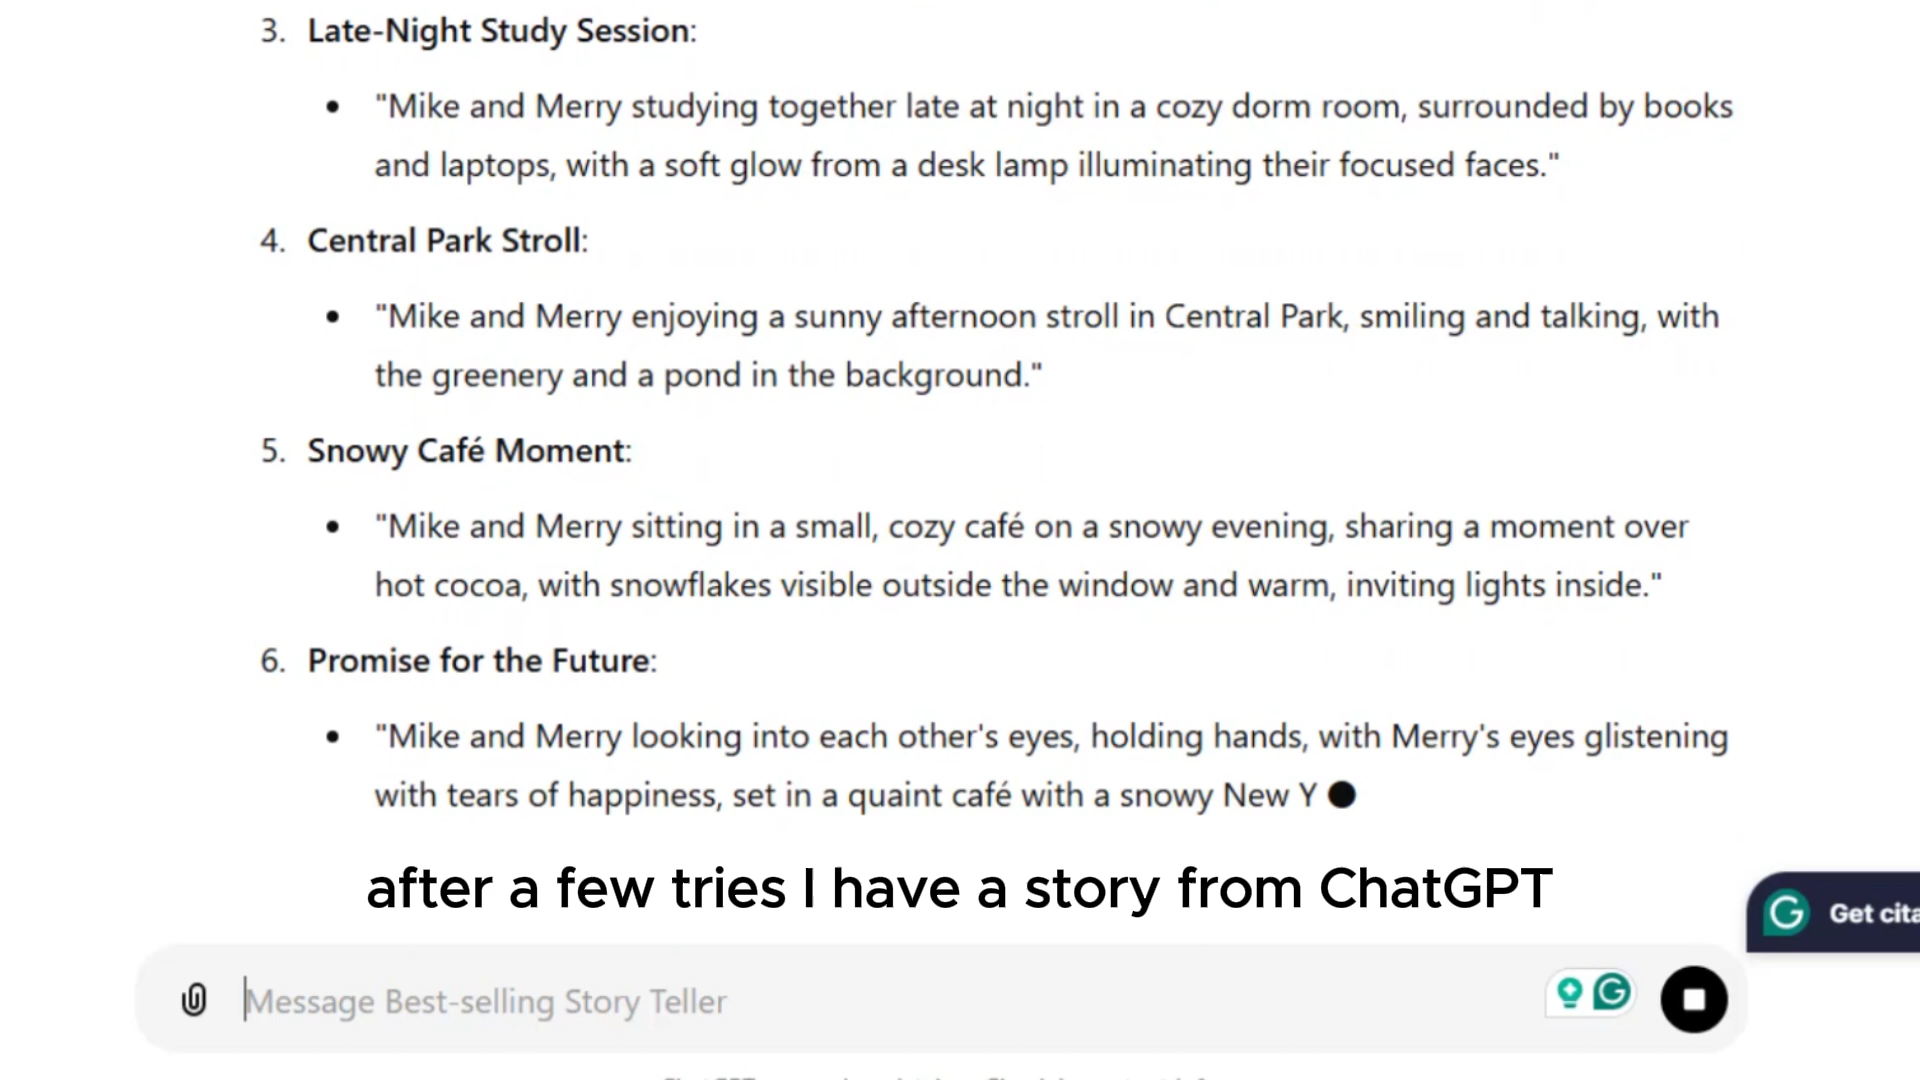 3. Late-Night Study Session:
• "Mike and Merry studying together late at night in a cozy dorm room, surrounded by books
and laptops, with a soft glow from a desk lamp illuminating their focused faces."
4. Central Park Stroll:
• "Mike and Merry enjoying a sunny afternoon stroll in Central Park, smiling and talking, with
the greenery and a pond in the background."
5. Snowy Café Moment:
• "Mike and Merry sitting in a small, cozy café on a snowy evening, sharing a moment over
hot cocoa, with snowflakes visible outside the window and warm, inviting lights inside."
6. Promise for the Future:
• "Mike and Merry looking into each other's eyes, holding hands, with Merry's eyes glistening
with tears of happiness, set in a quaint café with a snowy New Y
after a few tries I have a story from ChatGPT
Get cita
Message Best-selling Story Teller